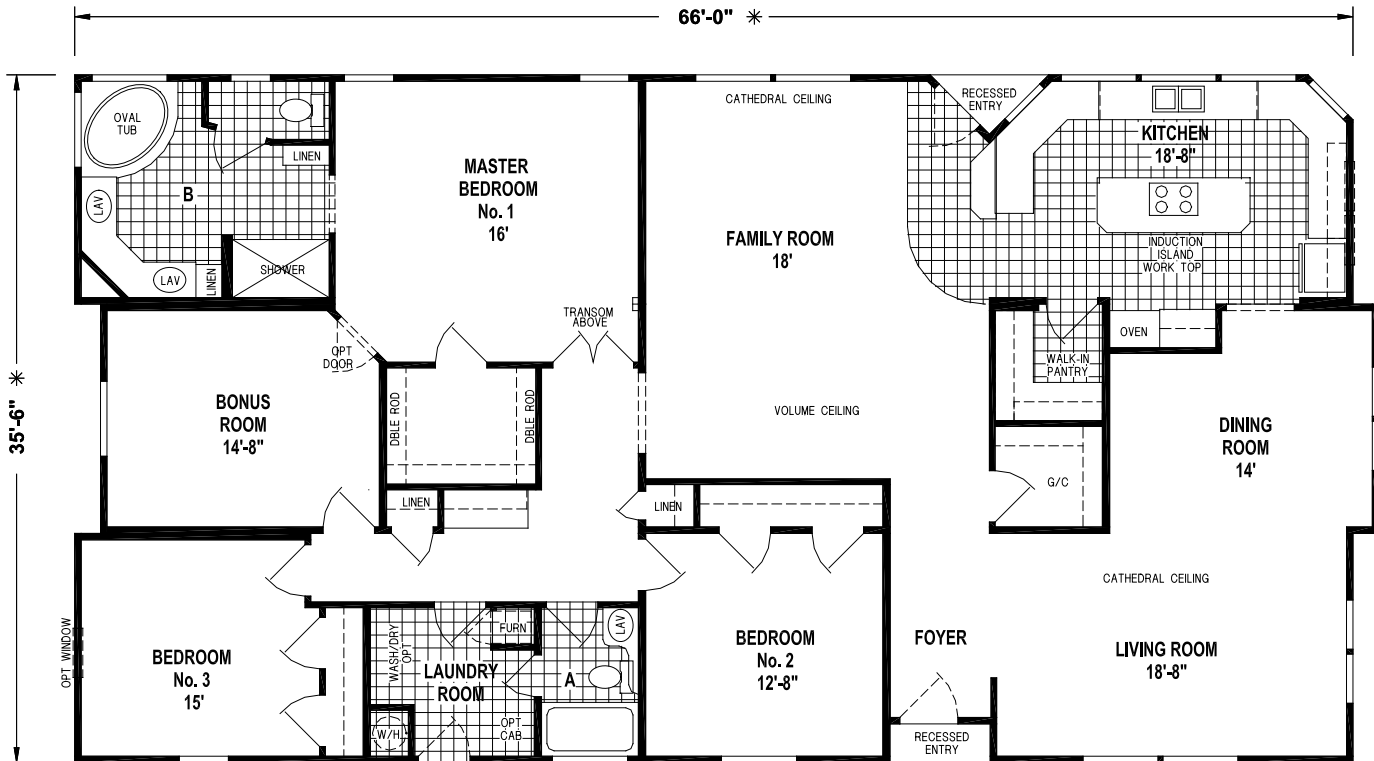 66'-0" ✳
35'-6" ✳
OVAL
TUB
LINEN
LAV
B
LAV
LINEN
SHOWER
MASTER
BEDROOM
No. 1
16'
TRANSOM
ABOVE
CATHEDRAL CEILING
FAMILY ROOM
18'
VOLUME CEILING
RECESSED
ENTRY
KITCHEN
18'-8"
INDUCTION
ISLAND
WORK TOP
OVEN
WALK-IN
PANTRY
G/C
DINING
ROOM
14'
OPT
DOOR
BONUS
ROOM
14'-8"
DBLE ROD
DBLE ROD
LINEN
LINEN
OPT WINDOW
BEDROOM
No. 3
15'
WASH/DRY
OPT
FURN
LAUNDRY
ROOM
W/H
OPT
CAB
LAV
A
BEDROOM
No. 2
12'-8"
FOYER
RECESSED
ENTRY
CATHEDRAL CEILING
LIVING ROOM
18'-8"